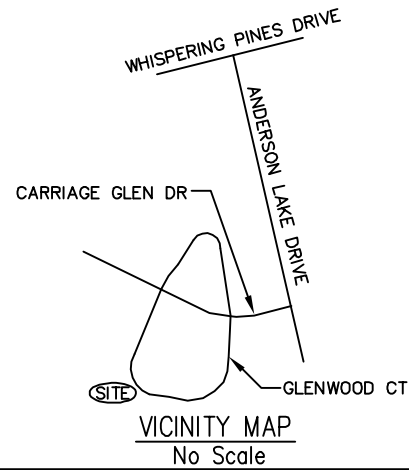 WHISPERING PINES DRIVE
ANDERSON LAKE DRIVE
CARRIAGE GLEN DR
SITE
GLENWOOD CT
VICINITY MAP
No Scale